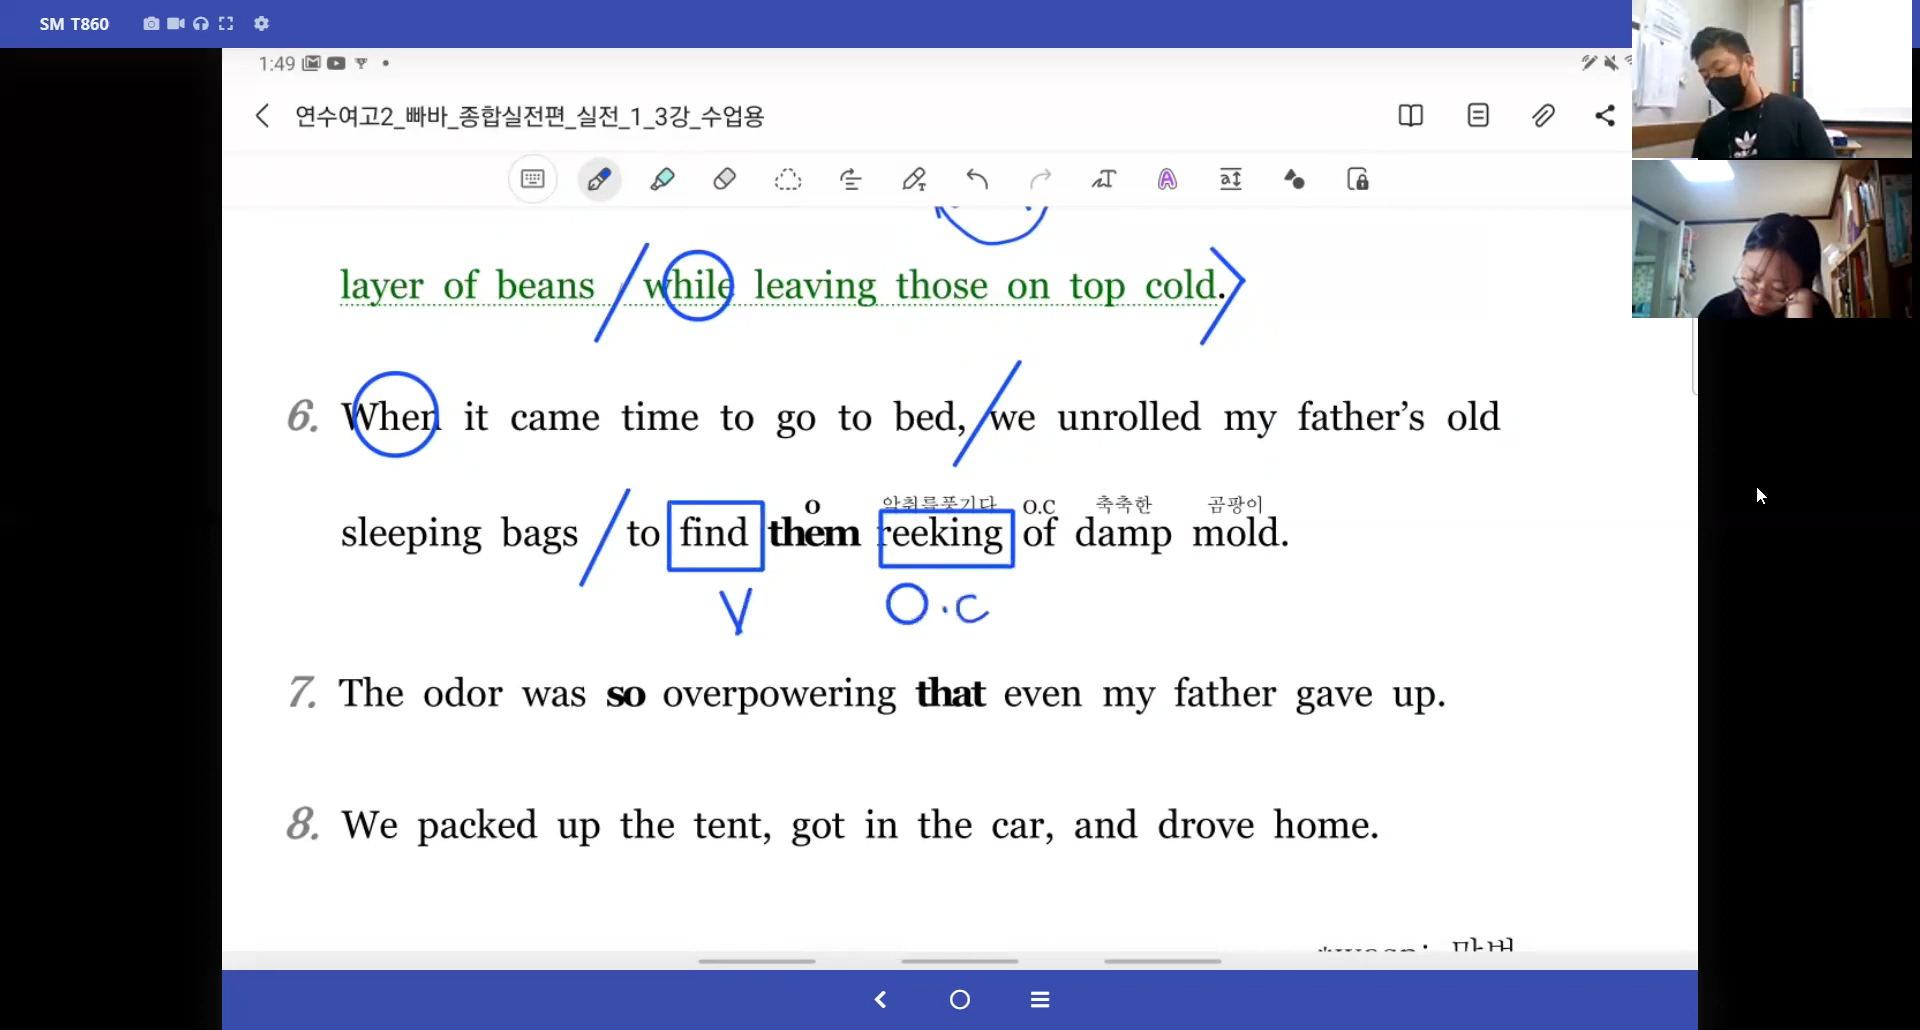 SM T860
1:49
연수여고2_빠바_종합실전편_실전_1_3강_수업용
layer of beans / while leaving those on top cold.
6. When it came time to go to bed, / we unrolled my father's old
O 악취를풍기다 O.C 축축한 곰팡이
sleeping bags / to find them reeking of damp mold.
V O.C
7. The odor was so overpowering that even my father gave up.
8. We packed up the tent, got in the car, and drove home.